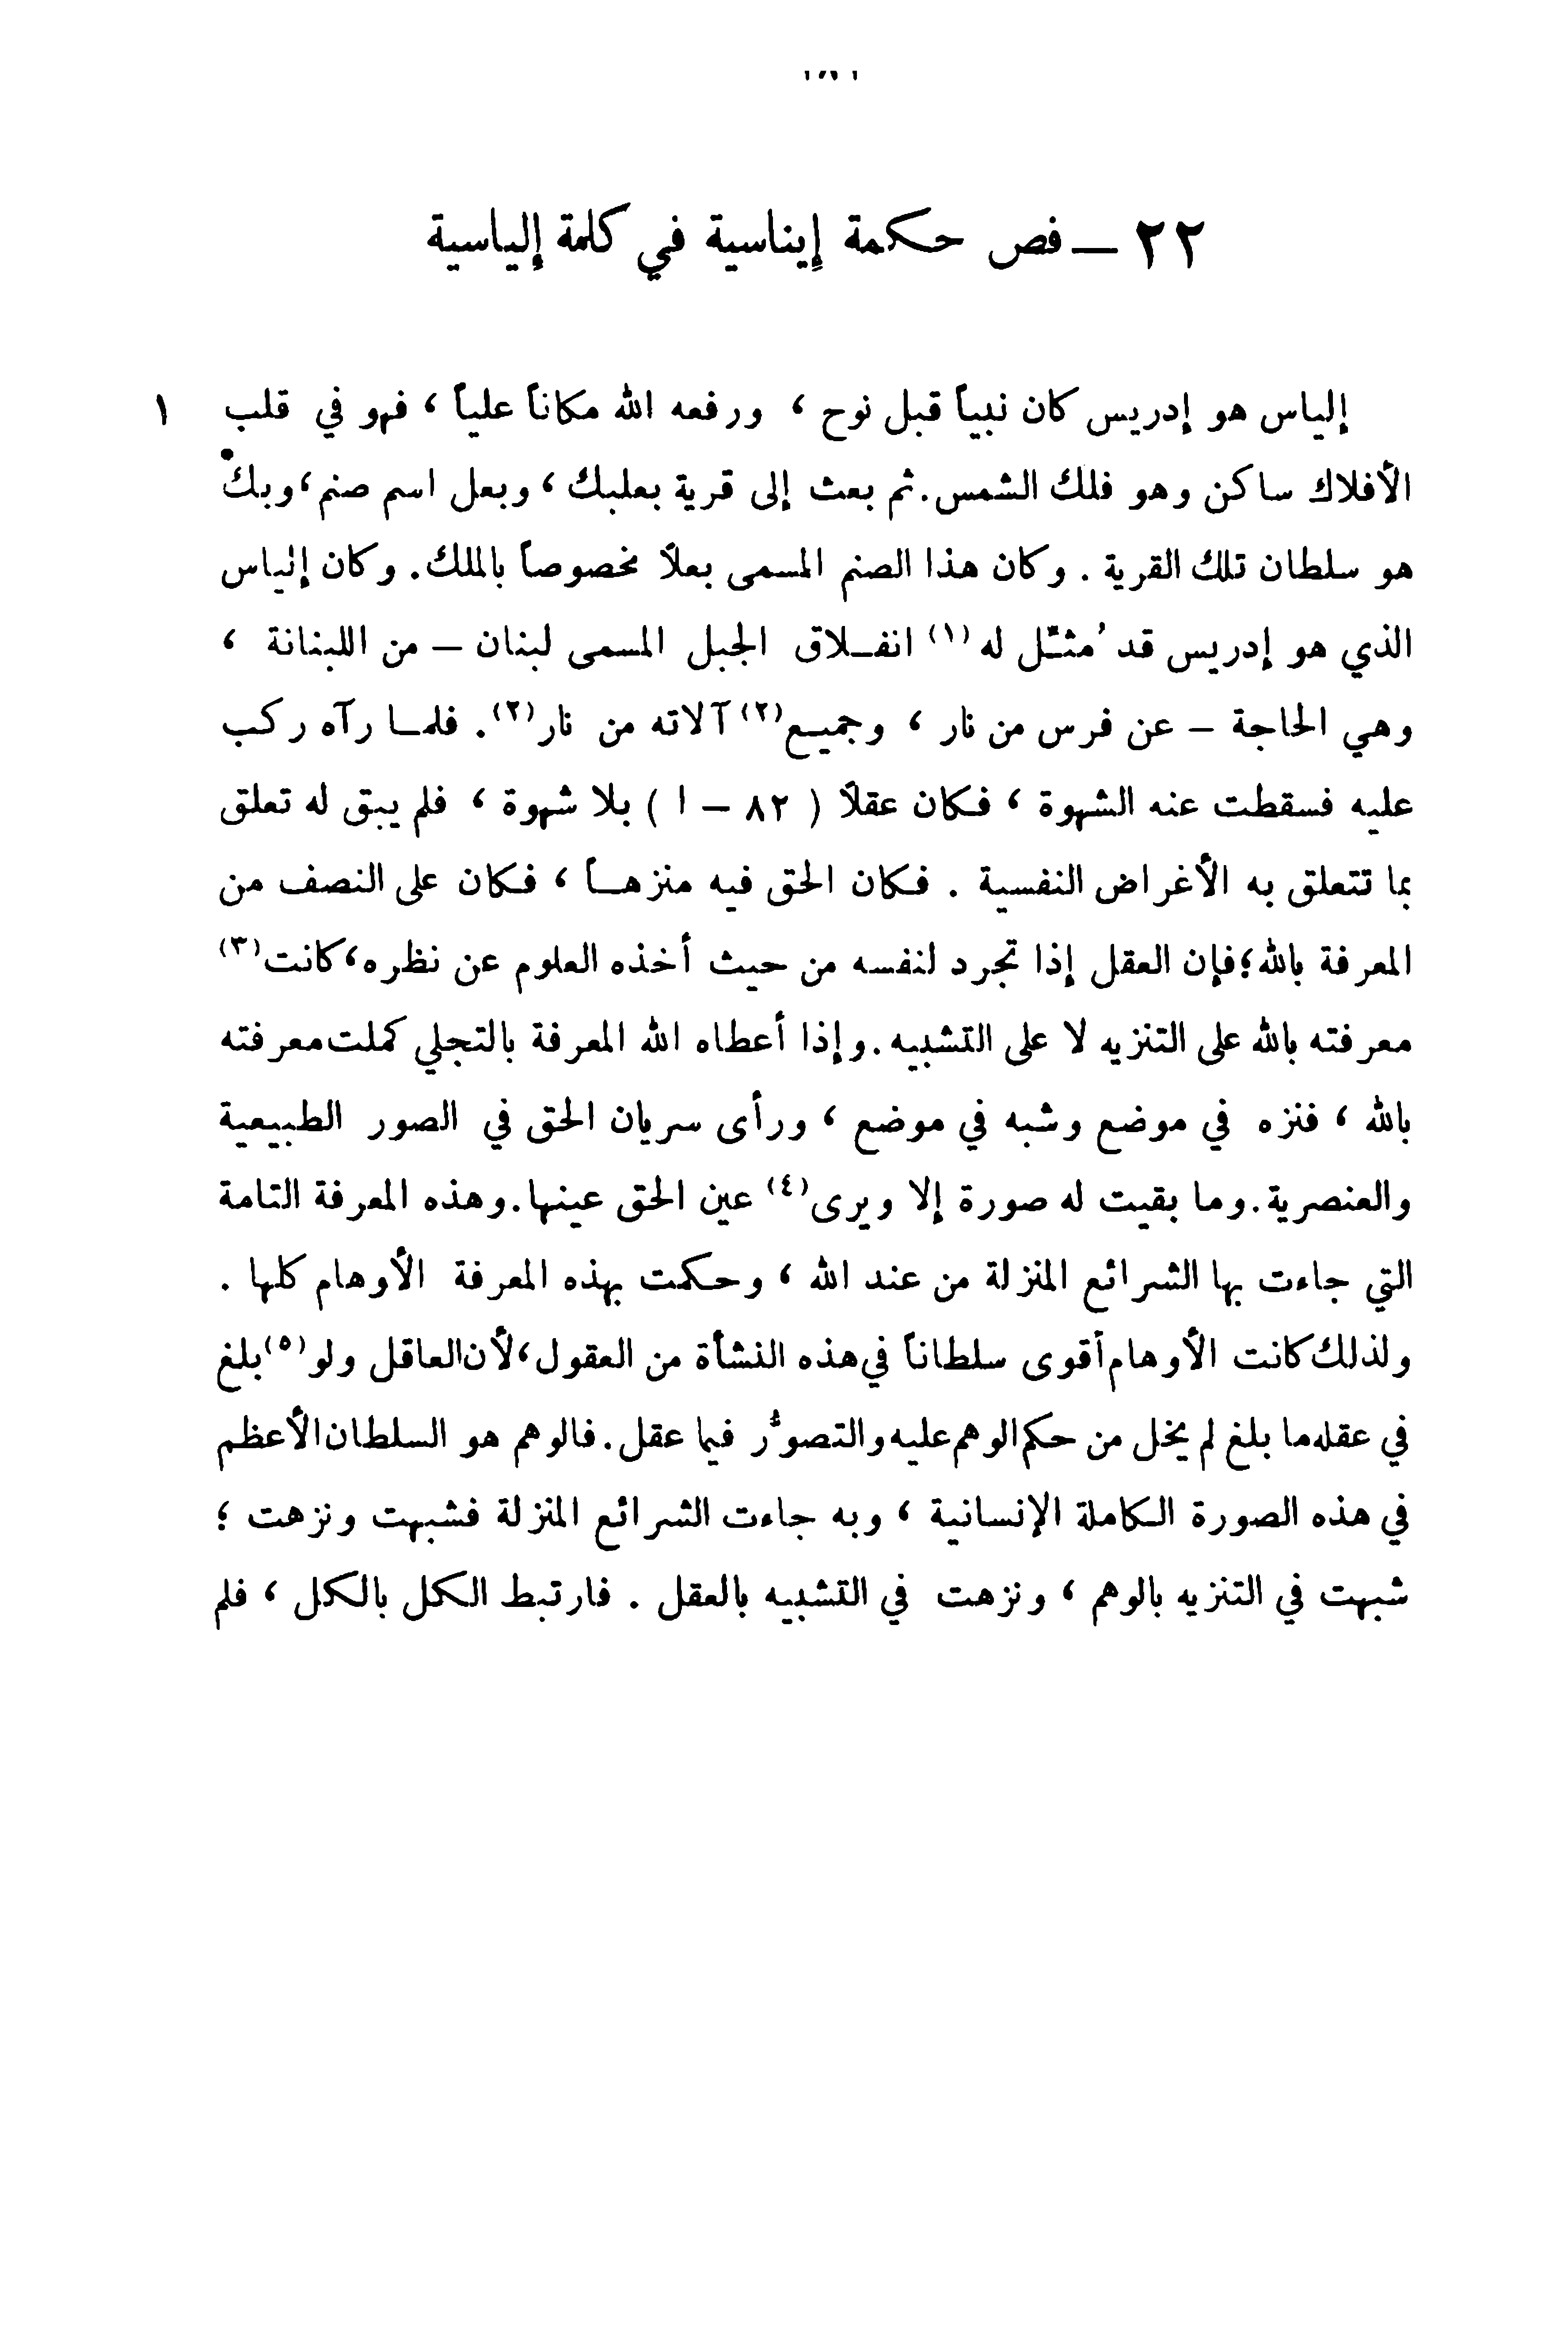 ٢٢ — فص حكمة إيناسية في كلمة إلياسية
إلياس هو إدريس كان نبياً قبل نوح ، ورفعه الله مكاناً علياً ، فهو في قلب ١
الأفلاك ساكن وهو فلك الشمس. ثم بعث إلى قرية بعلبك ، وبعل اسم صنم ، وبكْ
هو سلطان تلك القرية . وكان هذا الصنم المسمى بعلاً مخصوصاً بالملك. وكان إلياس
الذي هو إدريس قد ُمثـّل له (١) انفـلاق الجبل المسمى لبنان – من اللبنانة ،
وهي الحاجة – عن فرس من نار ، وجميـع(٢) آلاته من نار(٢). فلمـا رآه ركب
عليه فسقطت عنه الشهوة ، فكان عقلاً ( ٨٢ – ا ) بلا شهوة ، فلم يبق له تعلق
بما تتعلق به الأغراض النفسية . فكان الحق فيه منزهـاً ، فكان على النصف من
المعرفة بالله؛ فإن العقل إذا تجرد لنفسه من حيث أخذه العلوم عن نظره، كانت(٣)
معرفته بالله على التنزيه لا على التشبيه. وإذا أعطاه الله المعرفة بالتجلي كملت معرفته
بالله ، فنزه في موضع وشبه في موضع ، ورأى سريان الحق في الصور الطبيعية
والعنصرية. وما بقيت له صورة إلا ويرى(٤) عين الحق عينها. وهذه المعرفة التامة
التي جاءت بها الشرائع المنزلة من عند الله ، وحكمت بهذه المعرفة الأوهام كلها .
ولذلك كانت الأوهام أقوى سلطاناً في هذه النشأة من العقول، لأن العاقل ولو(٥) بلغ
في عقله ما بلغ لم يخل من حكم الوهم عليه والتصوُّر فيما عقل. فالوهم هو السلطان الأعظم
في هذه الصورة الكاملة الإنسانية ، وبه جاءت الشرائع المنزلة فشبهت ونزهت ؛
شبهت في التنزيه بالوهم ، ونزهت في التشبيه بالعقل . فارتبط الكل بالكل ، فلم